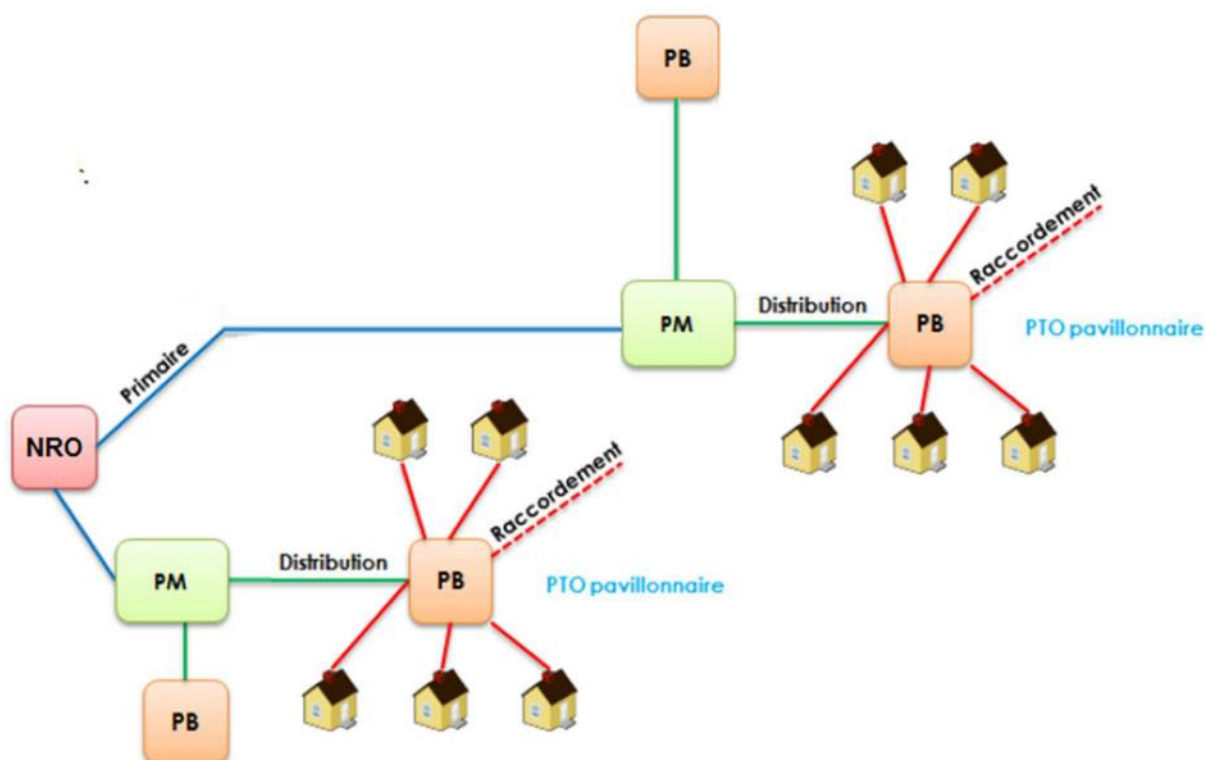 PB
Raccordement
PM
Distribution
PB
PTO pavillonnaire
Primaire
NRO
Raccordement
PM
Distribution
PB
PTO pavillonnaire
PB